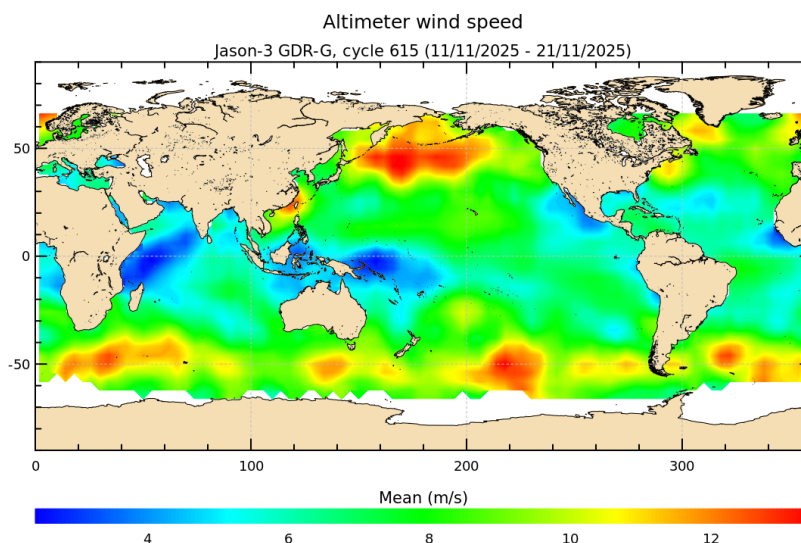 Altimeter wind speed
Jason-3 GDR-G, cycle 615 (11/11/2025 - 21/11/2025)
50
0
-50
0 100 200 300
Mean (m/s)
4 6 8 10 12